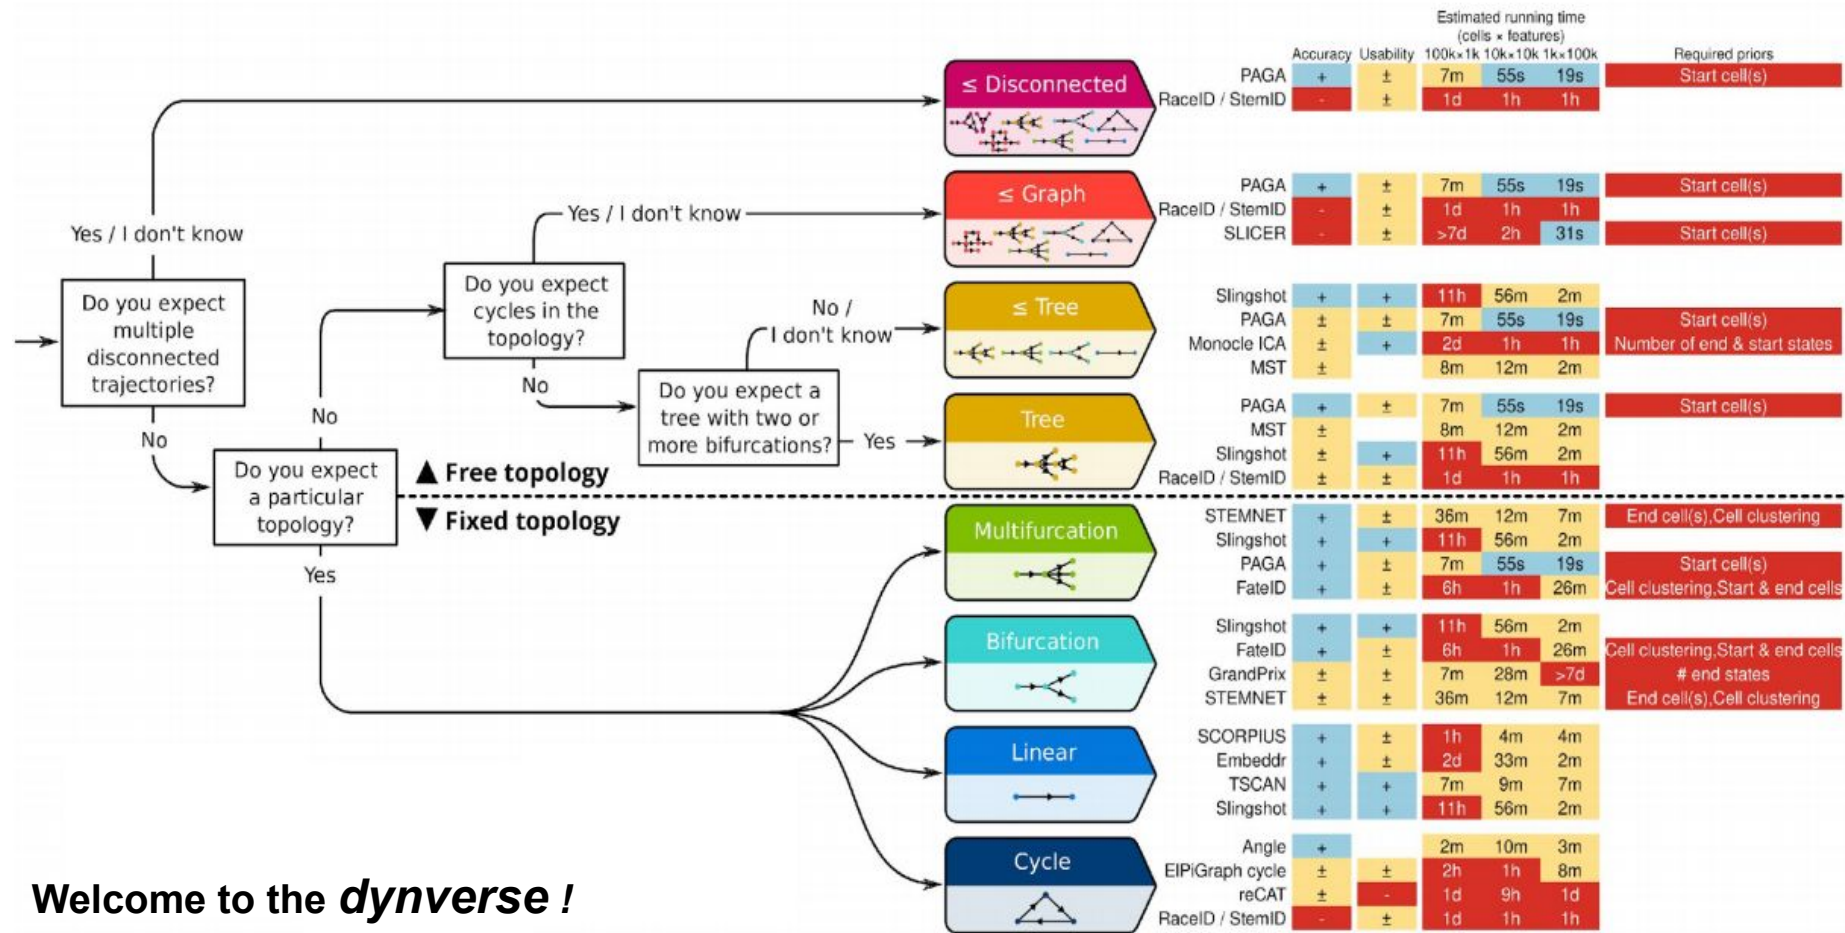 Estimated running time
(cells × features)
Accuracy Usability 100k×1k 10k×10k 1k×100k Required priors
≤ Disconnected
PAGA + ± 7m 55s 19s Start cell(s)
RaceID / StemID - ± 1d 1h 1h
≤ Graph
PAGA + ± 7m 55s 19s Start cell(s)
RaceID / StemID - ± 1d 1h 1h
SLICER - ± >7d 2h 31s Start cell(s)
Yes / I don't know
Yes / I don't know
Do you expect
multiple
disconnected
trajectories?
Do you expect
cycles in the
topology?
No /
I don't know
No
No
No
Do you expect a
tree with two or
more bifurcations?
Yes
Do you expect
a particular
topology?
Yes
▲ Free topology
▼ Fixed topology
≤ Tree
Slingshot + + 11h 56m 2m
PAGA ± ± 7m 55s 19s Start cell(s)
Monocle ICA ± + 2d 1h 1h Number of end & start states
MST ± 8m 12m 2m
Tree
PAGA + ± 7m 55s 19s Start cell(s)
MST ± 8m 12m 2m
Slingshot ± + 11h 56m 2m
RaceID / StemID ± ± 1d 1h 1h
Multifurcation
STEMNET + ± 36m 12m 7m End cell(s),Cell clustering
Slingshot + + 11h 56m 2m
PAGA + ± 7m 55s 19s Start cell(s)
FateID + ± 6h 1h 26m Cell clustering,Start & end cells
Bifurcation
Slingshot + + 11h 56m 2m
FateID + ± 6h 1h 26m Cell clustering,Start & end cells
GrandPrix ± ± 7m 28m >7d # end states
STEMNET ± ± 36m 12m 7m End cell(s),Cell clustering
Linear
SCORPIUS + ± 1h 4m 4m
Embeddr + ± 2d 33m 2m
TSCAN + + 7m 9m 7m
Slingshot + + 11h 56m 2m
Cycle
Angle + 2m 10m 3m
ElPiGraph cycle ± ± 2h 1h 8m
reCAT ± - 1d 9h 1d
RaceID / StemID - ± 1d 1h 1h
Welcome to the dynverse !